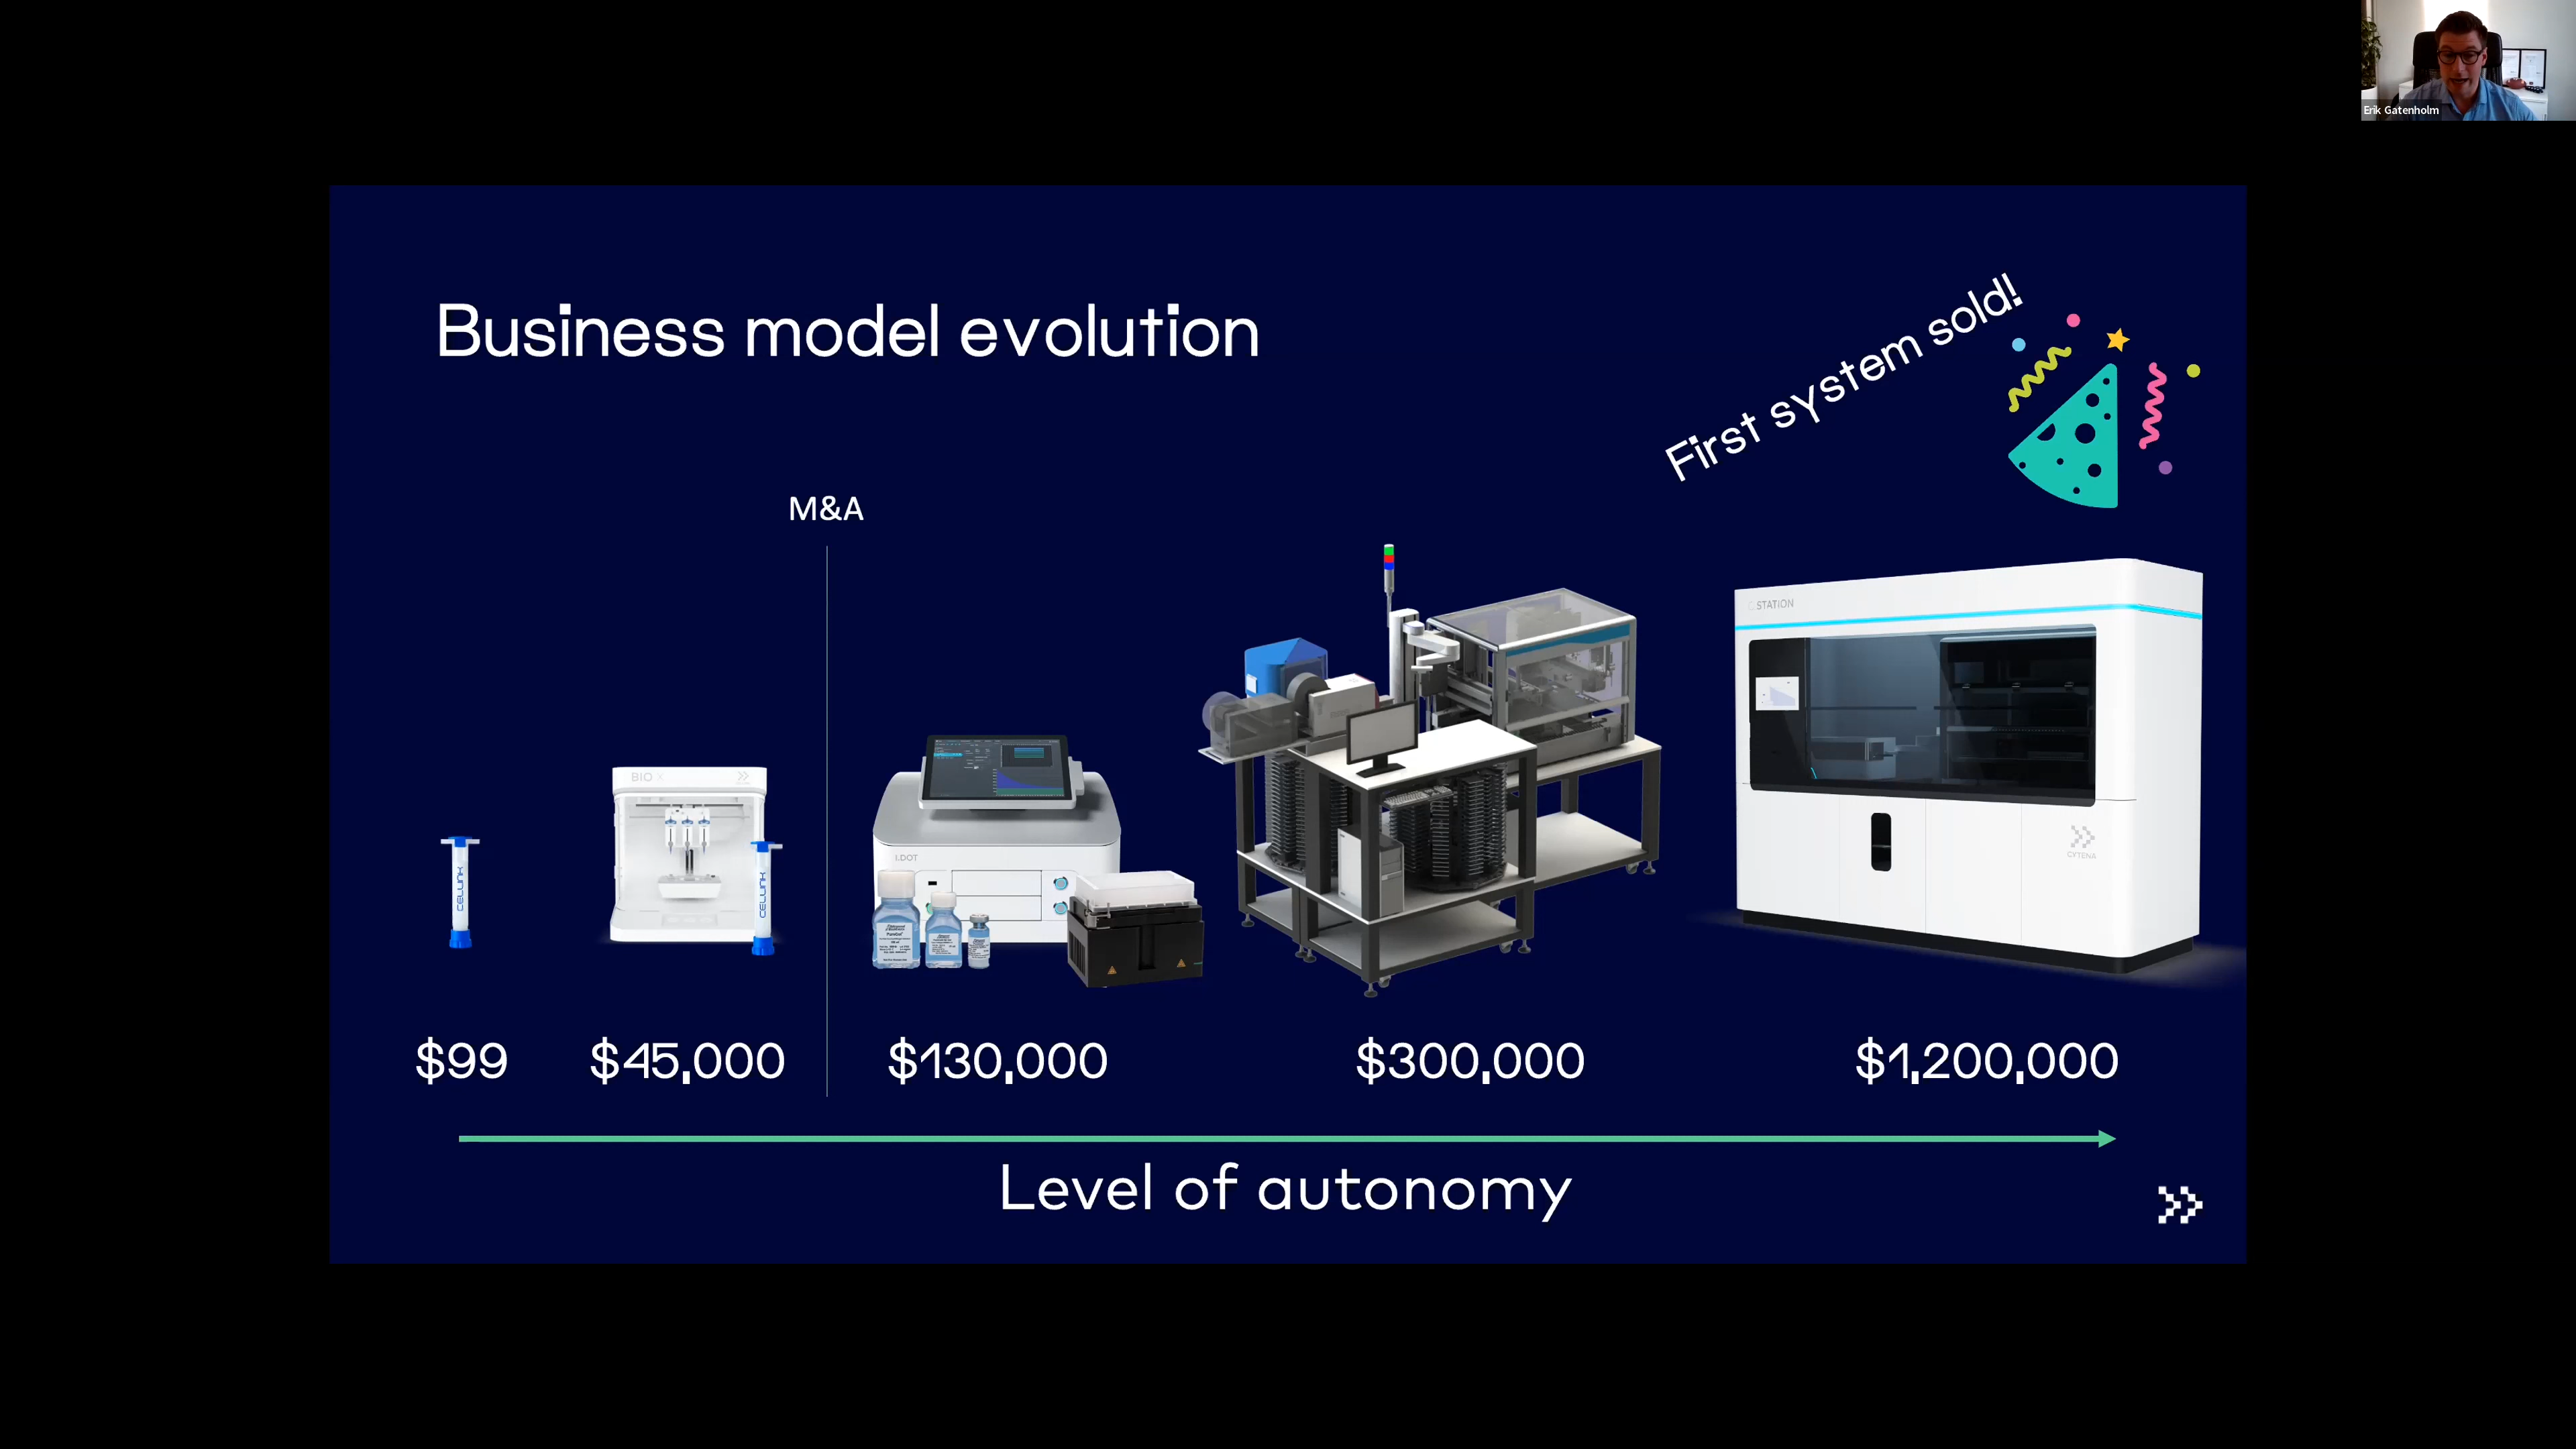 Erik Gatenholm
Business model evolution
First system sold!
M&A
STATION
BIO X
I.DOT
CELLINK
CELLINK
CYTENA
$99
$45,000
$130,000
$300,000
$1,200,000
Level of autonomy